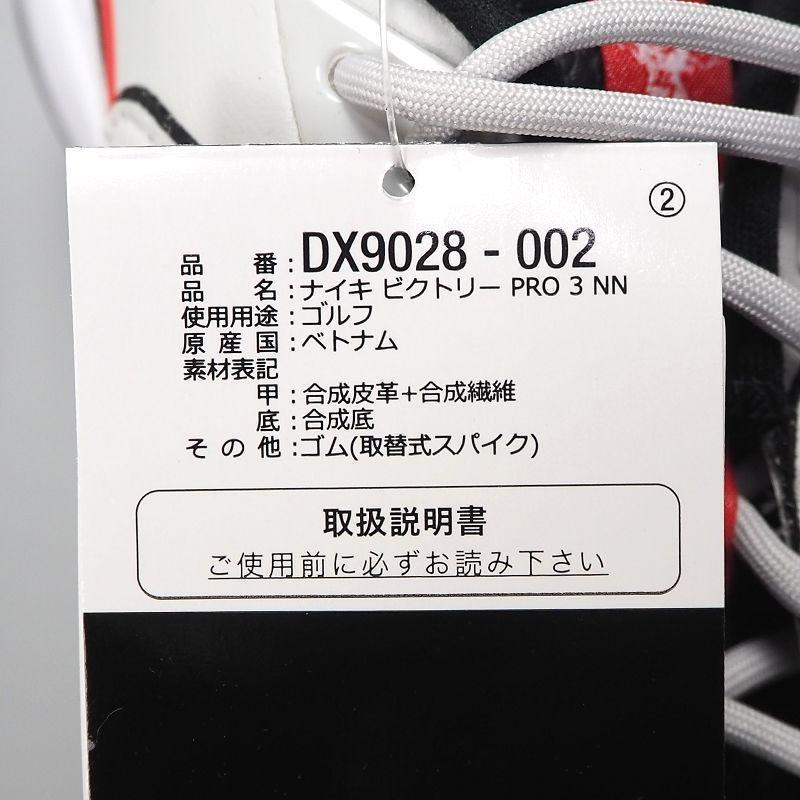 ②
品番:DX9028 - 002
品名:ナイキ ビクトリー PRO 3 NN
使用用途:ゴルフ
原産国:ベトナム
素材表記
甲:合成皮革+合成繊維
底:合成底
その他:ゴム(取替式スパイク)
取扱説明書
ご使用前に必ずお読み下さい